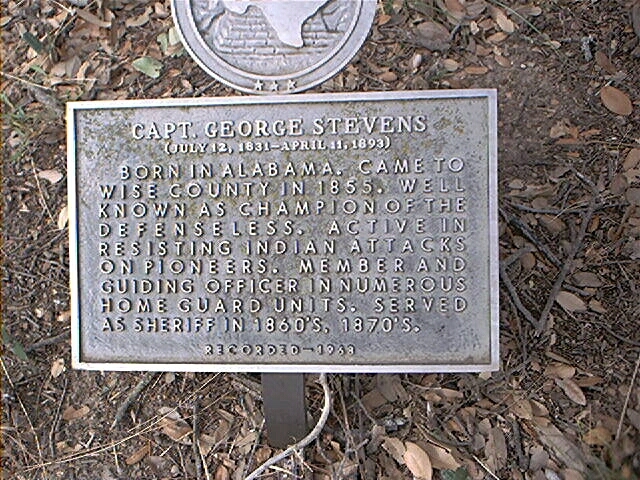 CAPT. GEORGE STEVENS
(JULY 12, 1831—APRIL 11, 1893)
BORN IN ALABAMA. CAME TO
WISE COUNTY IN 1855. WELL
KNOWN AS CHAMPION OF THE
DEFENSELESS. ACTIVE IN
RESISTING INDIAN ATTACKS
ON PIONEERS. MEMBER AND
GUIDING OFFICER IN NUMEROUS
HOME GUARD UNITS. SERVED
AS SHERIFF IN 1860'S, 1870'S.
RECORDED—1968